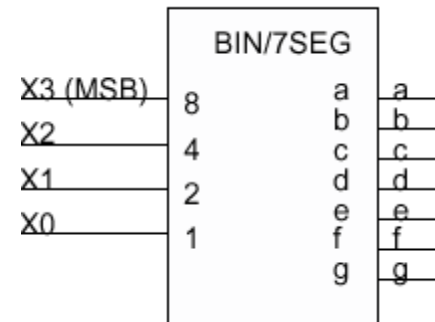 BIN/7SEG
X3 (MSB) 8 a a
b b
X2 4 c c
X1 2 d d
e e
X0 1 f f
g g